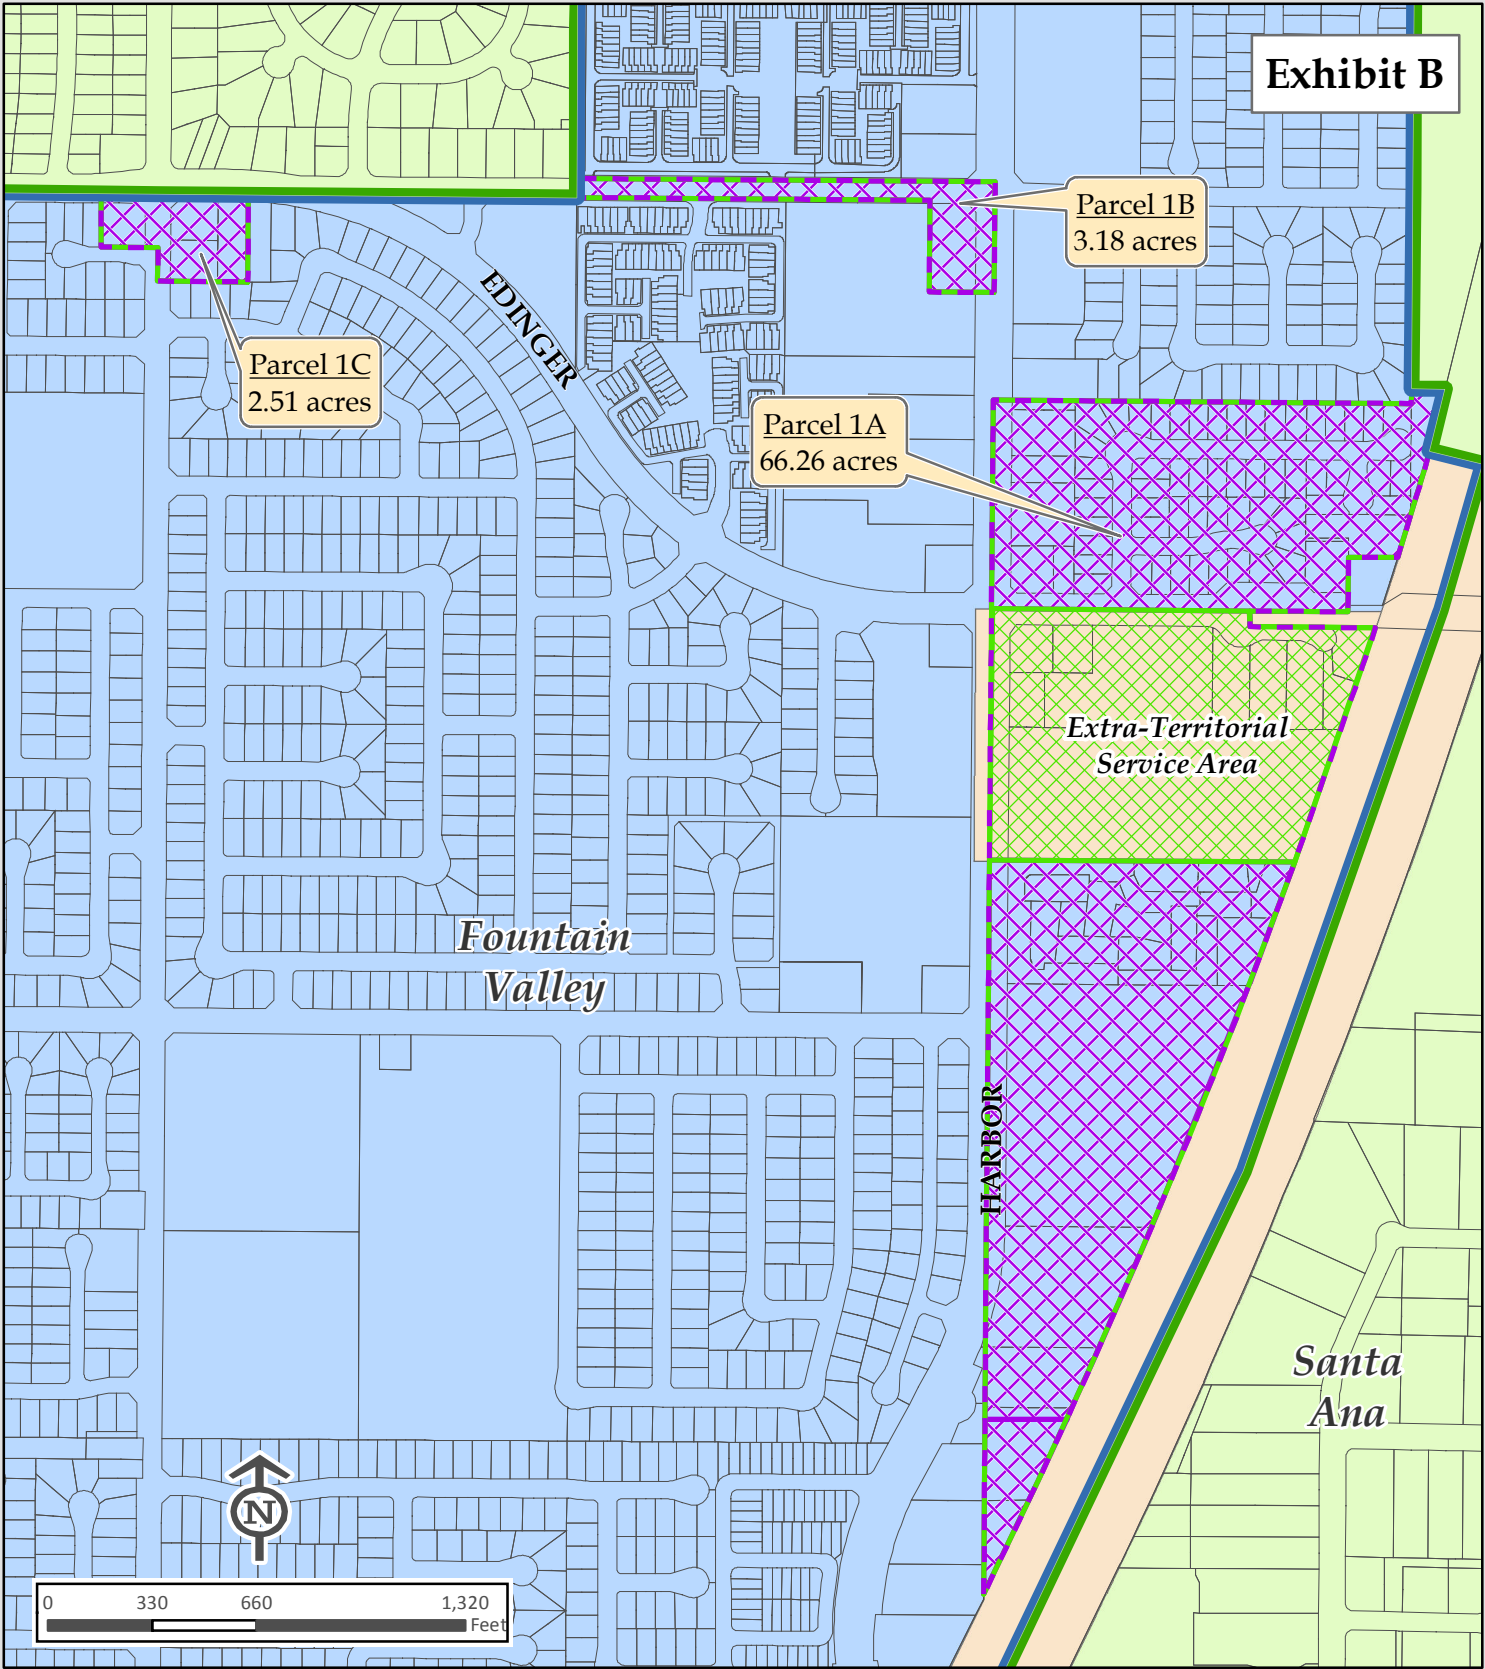 Exhibit B
Parcel 1B
3.18 acres
EDINGER
Parcel 1C
2.51 acres
Parcel 1A
66.26 acres
Extra-Territorial
Service Area
Fountain
Valley
HARBOR
Santa
Ana
N
0 330 660 1,320
Feet